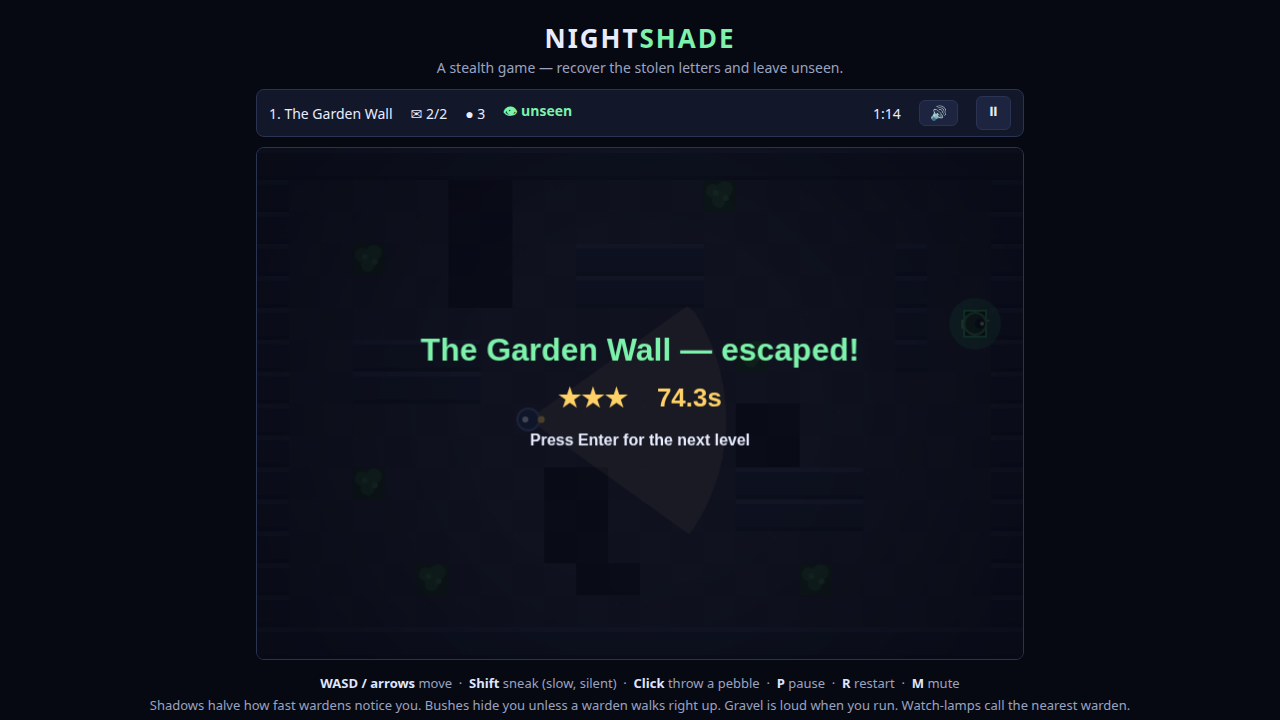 NIGHTSHADE
A stealth game — recover the stolen letters and leave unseen.
1. The Garden Wall ✉ 2/2 ● 3 👁 unseen 1:14 🔊 ⏸
The Garden Wall — escaped!
★★★ 74.3s
Press Enter for the next level
WASD / arrows move · Shift sneak (slow, silent) · Click throw a pebble · P pause · R restart · M mute
Shadows halve how fast wardens notice you. Bushes hide you unless a warden walks right up. Gravel is loud when you run. Watch-lamps call the nearest warden.